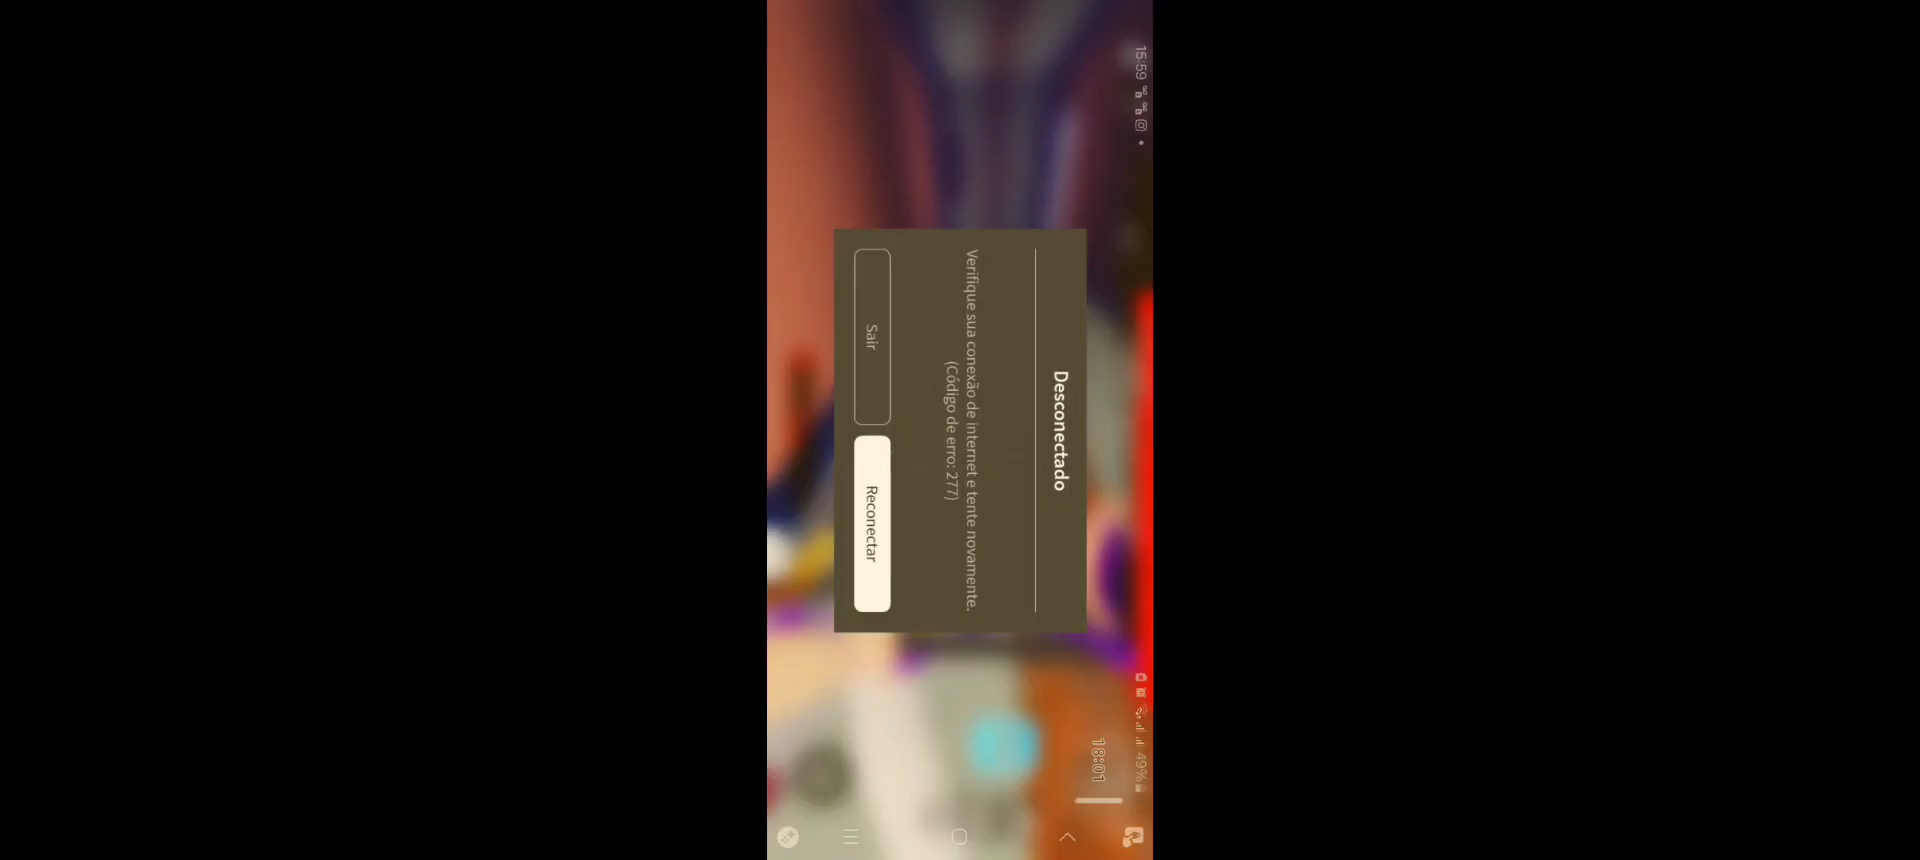 15:59
49%
18:01
Desconectado
Verifique sua conexão de internet e tente novamente.
(Código de erro: 277)
Sair
Reconectar